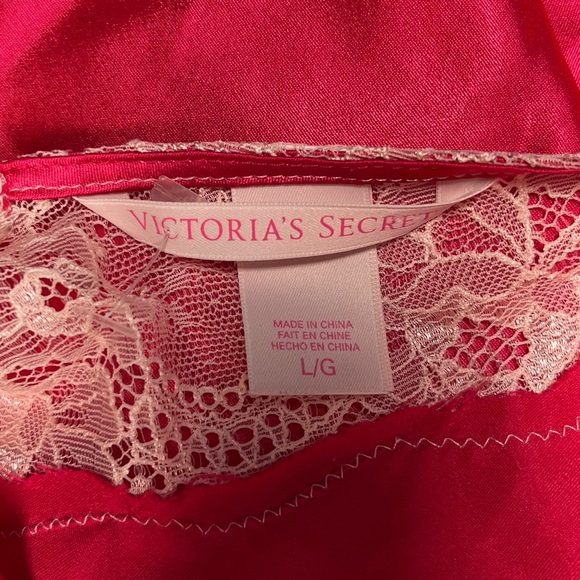 VICTORIA'S SECRET
MADE IN CHINA
FAIT EN CHINE
HECHO EN CHINA
L/G